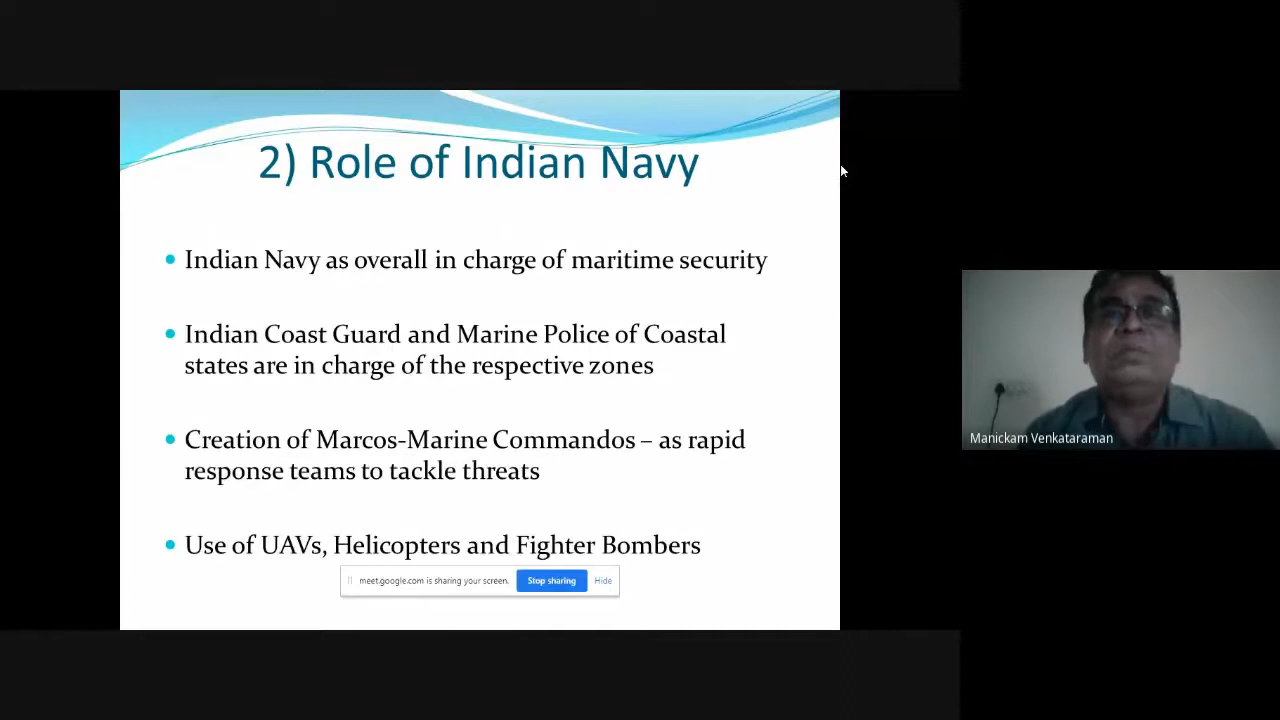 2) Role of Indian Navy
Indian Navy as overall in charge of maritime security
Indian Coast Guard and Marine Police of Coastal
states are in charge of the respective zones
Creation of Marcos-Marine Commandos – as rapid
response teams to tackle threats
Use of UAVs, Helicopters and Fighter Bombers
meet.google.com is sharing your screen. Stop sharing Hide
Manickam Venkataraman